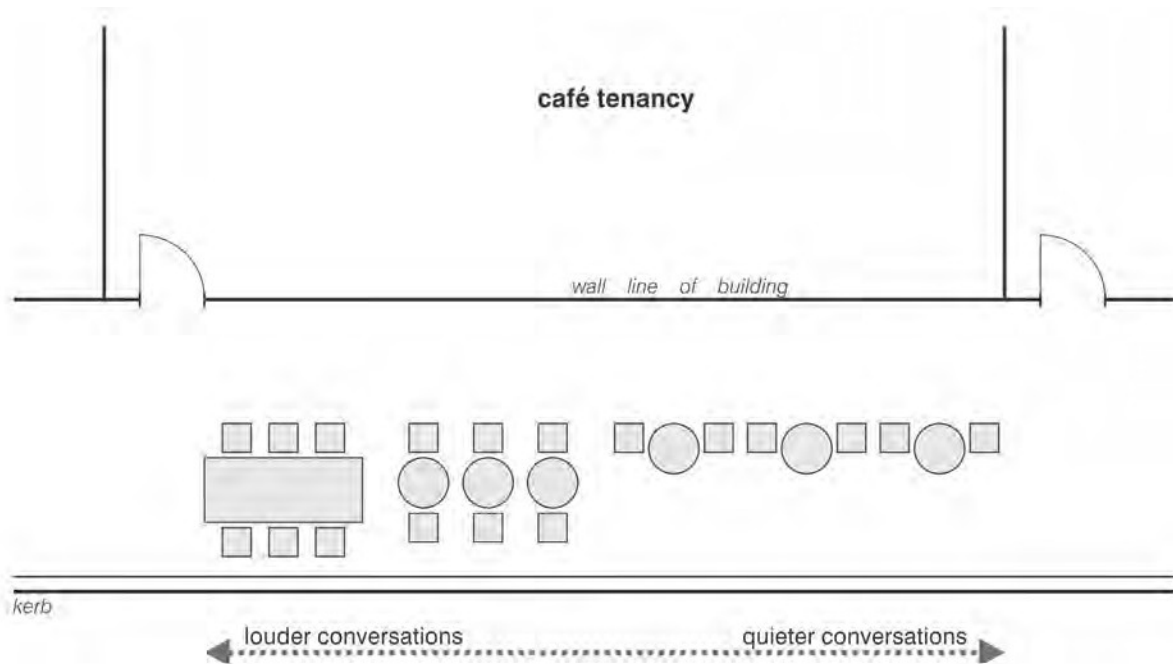 café tenancy
wall line of building
kerb
louder conversations
quieter conversations